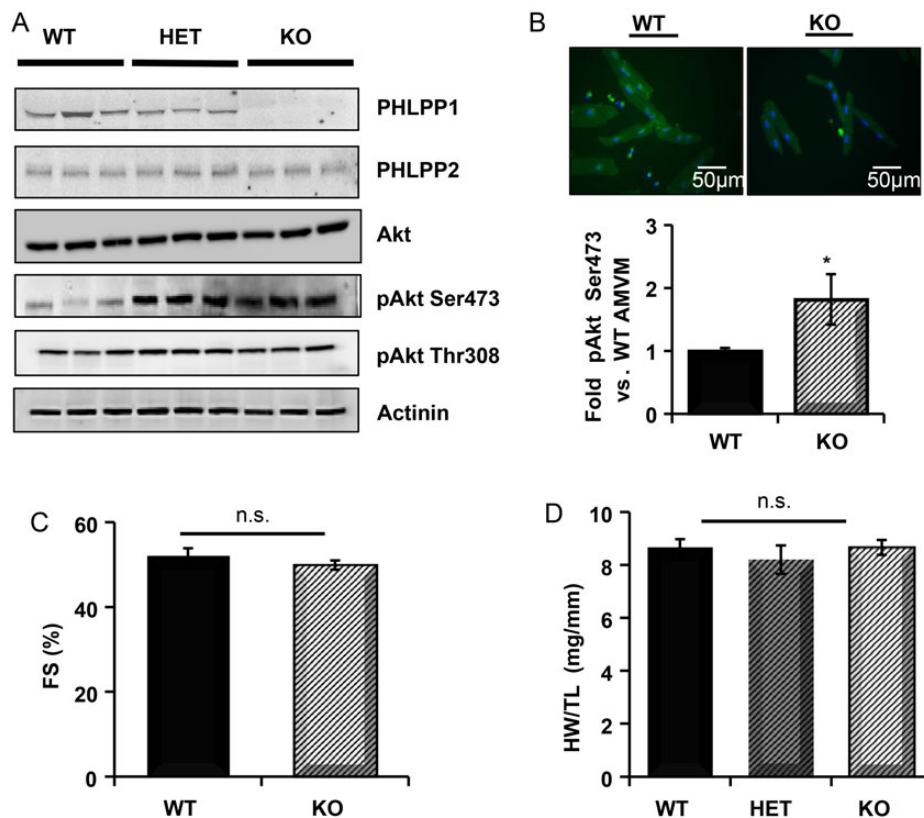 A
WT HET KO
PHLPP1
PHLPP2
Akt
pAkt Ser473
pAkt Thr308
Actinin
B
WT KO
50µm 50µm
Fold pAkt Ser473
vs. WT AMVM
3
2
1
0
*
WT KO
C
FS (%)
60
40
20
0
n.s.
WT KO
D
HW/TL (mg/mm)
10
8
6
4
2
0
n.s.
WT HET KO